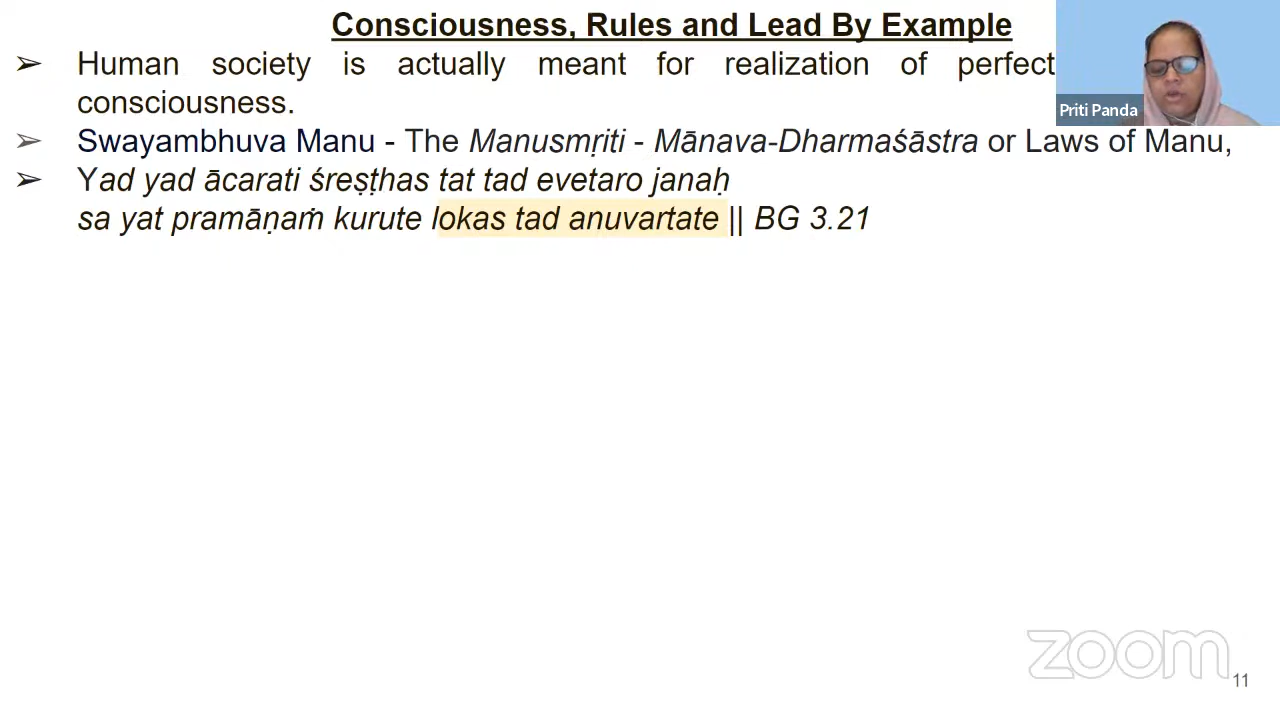 Consciousness, Rules and Lead By Example
➢ Human society is actually meant for realization of perfect
consciousness.
➢ Swayambhuva Manu - The Manusmṛiti - Mānava-Dharmaśāstra or Laws of Manu,
➢ Yad yad ācarati śreṣṭhas tat tad evetaro janaḥ
sa yat pramāṇaṁ kurute lokas tad anuvartate || BG 3.21
Priti Panda
zoom
11